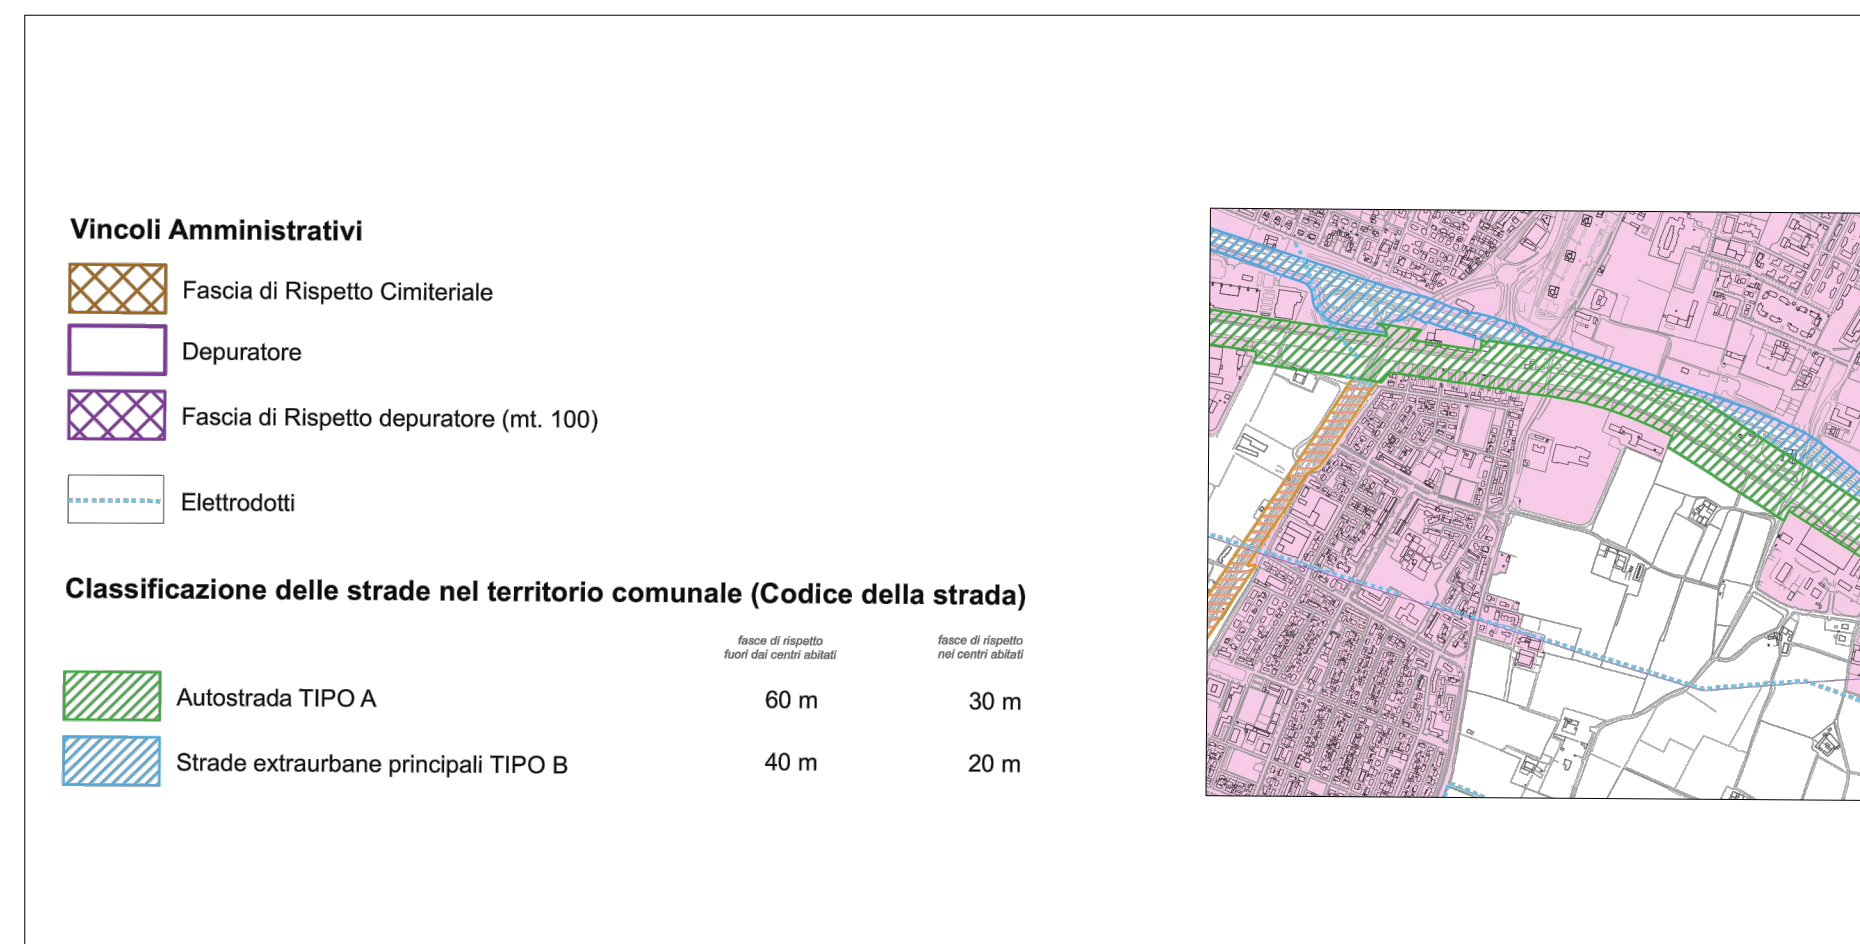 Vincoli Amministrativi
Fascia di Rispetto Cimiteriale
Depuratore
Fascia di Rispetto depuratore (mt. 100)
Elettrodotti
Classificazione delle strade nel territorio comunale (Codice della strada)
fasce di rispetto fasce di rispetto
fuori dai centri abitati nei centri abitati
Autostrada TIPO A 60 m 30 m
Strade extraurbane principali TIPO B 40 m 20 m